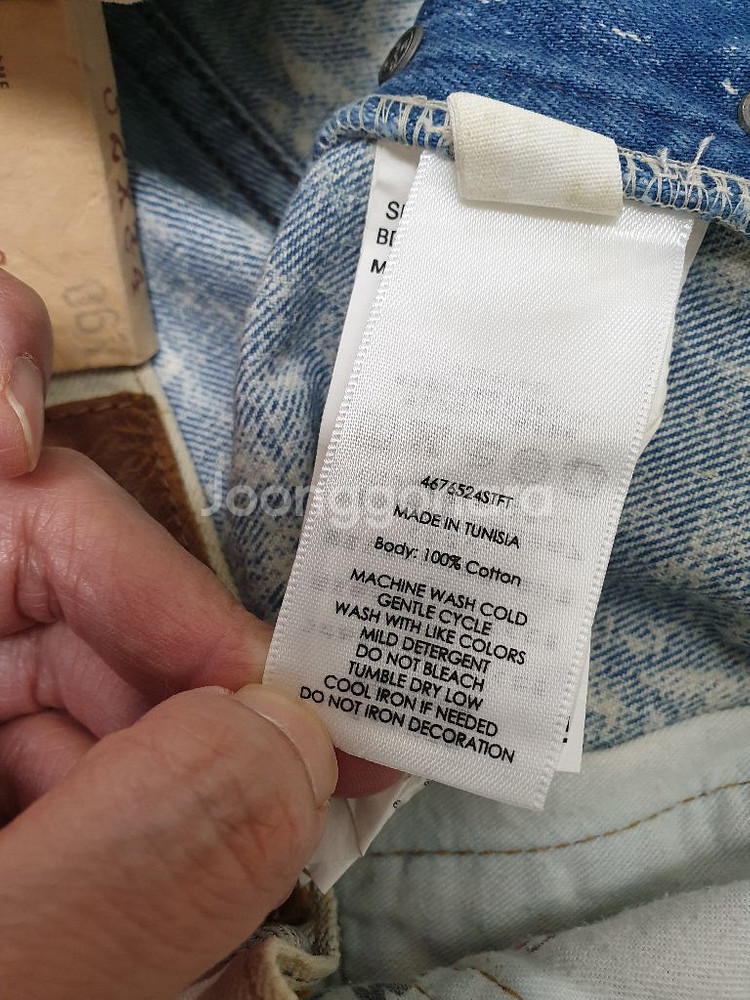 4676524STFT
MADE IN TUNISIA
Body: 100% Cotton
MACHINE WASH COLD
GENTLE CYCLE
WASH WITH LIKE COLORS
MILD DETERGENT
DO NOT BLEACH
TUMBLE DRY LOW
COOL IRON IF NEEDED
DO NOT IRON DECORATION